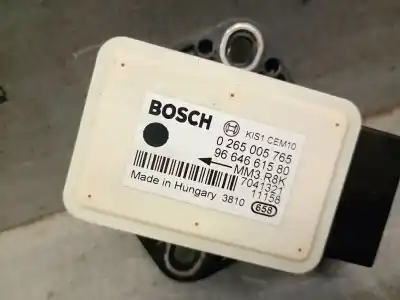 BOSCH KIS1 CEM10
0 265 005 765
96 646 615 80
MM3.R8K
7041321
11158
Made in Hungary 3810
658